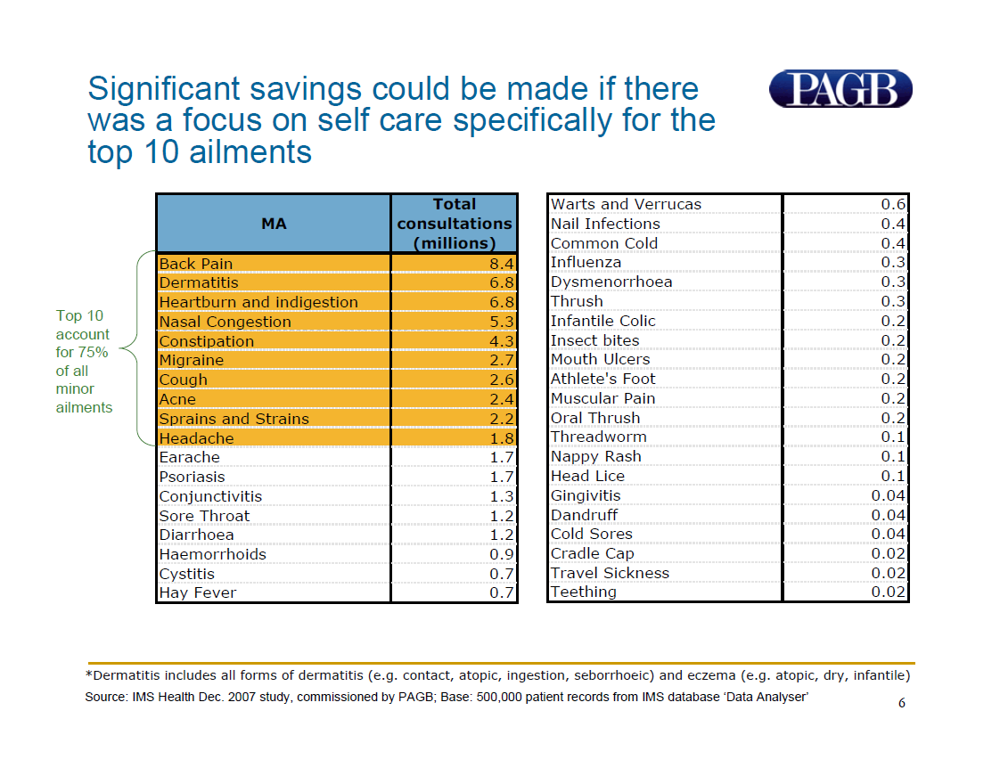 Significant savings could be made if there
was a focus on self care specifically for the
top 10 ailments
PAGB
Top 10
account
for 75%
of all
minor
ailments
MA Total consultations (millions)
Back Pain 8.4
Dermatitis 6.8
Heartburn and indigestion 6.8
Nasal Congestion 5.3
Constipation 4.3
Migraine 2.7
Cough 2.6
Acne 2.4
Sprains and Strains 2.2
Headache 1.8
Earache 1.7
Psoriasis 1.7
Conjunctivitis 1.3
Sore Throat 1.2
Diarrhoea 1.2
Haemorrhoids 0.9
Cystitis 0.7
Hay Fever 0.7
Warts and Verrucas 0.6
Nail Infections 0.4
Common Cold 0.4
Influenza 0.3
Dysmenorrhoea 0.3
Thrush 0.3
Infantile Colic 0.2
Insect bites 0.2
Mouth Ulcers 0.2
Athlete's Foot 0.2
Muscular Pain 0.2
Oral Thrush 0.2
Threadworm 0.1
Nappy Rash 0.1
Head Lice 0.1
Gingivitis 0.04
Dandruff 0.04
Cold Sores 0.04
Cradle Cap 0.02
Travel Sickness 0.02
Teething 0.02
*Dermatitis includes all forms of dermatitis (e.g. contact, atopic, ingestion, seborrhoeic) and eczema (e.g. atopic, dry, infantile)
Source: IMS Health Dec. 2007 study, commissioned by PAGB; Base: 500,000 patient records from IMS database ‘Data Analyser’
6